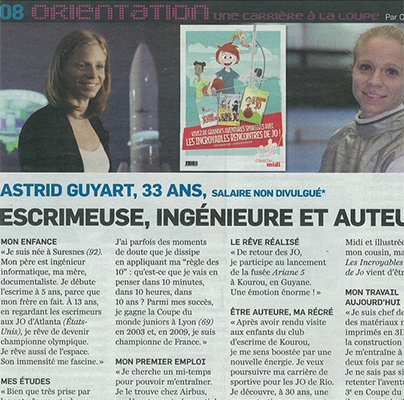 08 ORIENTATION UNE CARRIÈRE À LA LOUPE Par C
VIVEZ DE GRANDES AVENTURES SPORTIVES AVEC
LES INCROYABLES RENCONTRES DE JO !
midi
ASTRID GUYART, 33 ANS, SALAIRE NON DIVULGUÉ*
ESCRIMEUSE, INGÉNIEURE ET AUTEU
MON ENFANCE
« Je suis née à Suresnes (92).
Mon père est ingénieur
informatique, ma mère,
documentaliste. Je débute
l'escrime à 5 ans, parce que
mon frère en fait. À 13 ans,
en regardant les escrimeurs
aux JO d'Atlanta (États-
Unis), je rêve de devenir
championne olympique.
Je rêve aussi de l'espace.
Son immensité me fascine. »
MES ÉTUDES
« Bien que très prise par
J'ai parfois des moments
de doute que je dissipe
en appliquant ma "règle des
10" : qu'est-ce que je vais en
penser dans 10 minutes,
dans 10 heures, dans
10 ans ? Parmi mes succès,
je gagne la Coupe du
monde juniors à Lyon (69)
en 2003 et, en 2009, je suis
championne de France. »
MON PREMIER EMPLOI
« Je cherche un mi-temps
pour pouvoir m'entraîner.
Je le trouve chez Airbus,
LE RÊVE RÉALISÉ
« De retour des JO,
je participe au lancement
de la fusée Ariane 5
à Kourou, en Guyane.
Une émotion énorme ! »
ÊTRE AUTEURE, MA RÉCRÉ
« Après avoir rendu visite
aux enfants du club
d'escrime de Kourou,
je me sens boostée par une
nouvelle énergie. Je veux
poursuivre ma carrière de
sportive pour les JO de Rio.
Je débute, à 30 ans, une
Midi et illustrée
mon cousin, ma
Les Incroyables
de Jo vient d'être
MON TRAVAIL
AUJOURD'HUI
« Je suis chef de
des matériaux r
imprimés en 3D
la construction
Je m'entraîne à
deux fois par se
Je ne sais pas si
retenter l'aventu
3e en Coupe du